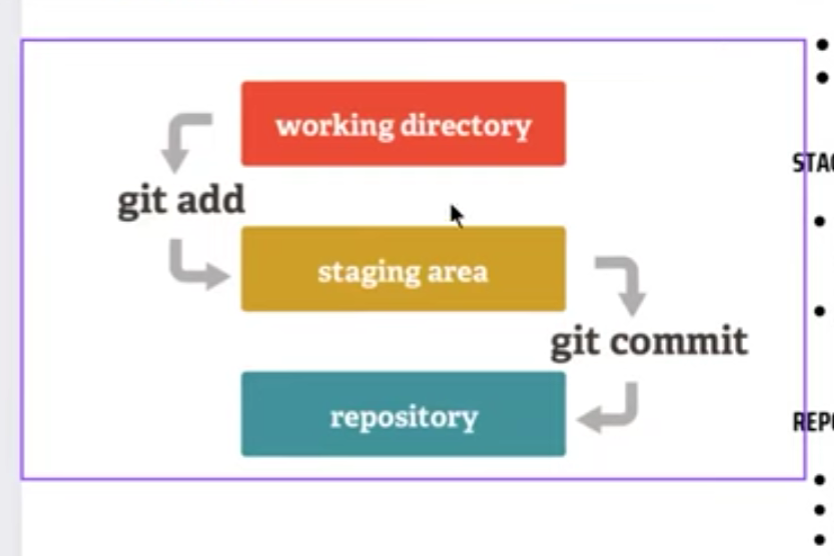 working directory
git add
staging area
git commit
repository